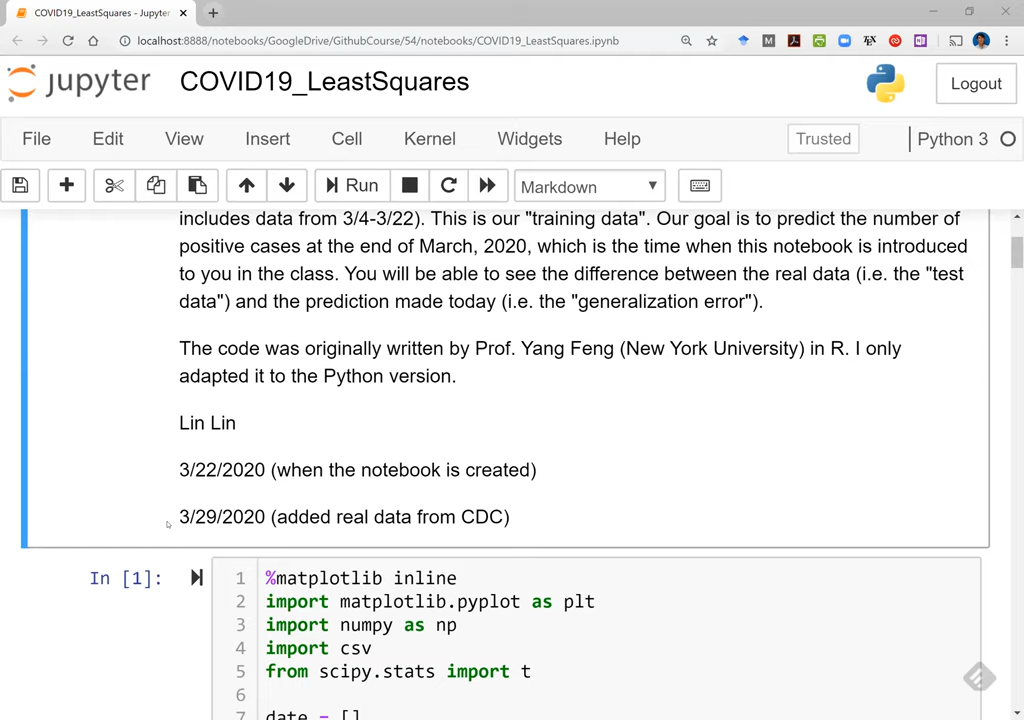 COVID19_LeastSquares - Jupyter
localhost:8888/notebooks/GoogleDrive/GithubCourse/54/notebooks/COVID19_LeastSquares.ipynb
jupyter COVID19_LeastSquares Logout
File Edit View Insert Cell Kernel Widgets Help Trusted Python 3
Run Markdown
includes data from 3/4-3/22). This is our "training data". Our goal is to predict the number of
positive cases at the end of March, 2020, which is the time when this notebook is introduced
to you in the class. You will be able to see the difference between the real data (i.e. the "test
data") and the prediction made today (i.e. the "generalization error").
The code was originally written by Prof. Yang Feng (New York University) in R. I only
adapted it to the Python version.
Lin Lin
3/22/2020 (when the notebook is created)
3/29/2020 (added real data from CDC)
In [1]:
1 %matplotlib inline
2 import matplotlib.pyplot as plt
3 import numpy as np
4 import csv
5 from scipy.stats import t
6
7 date = []